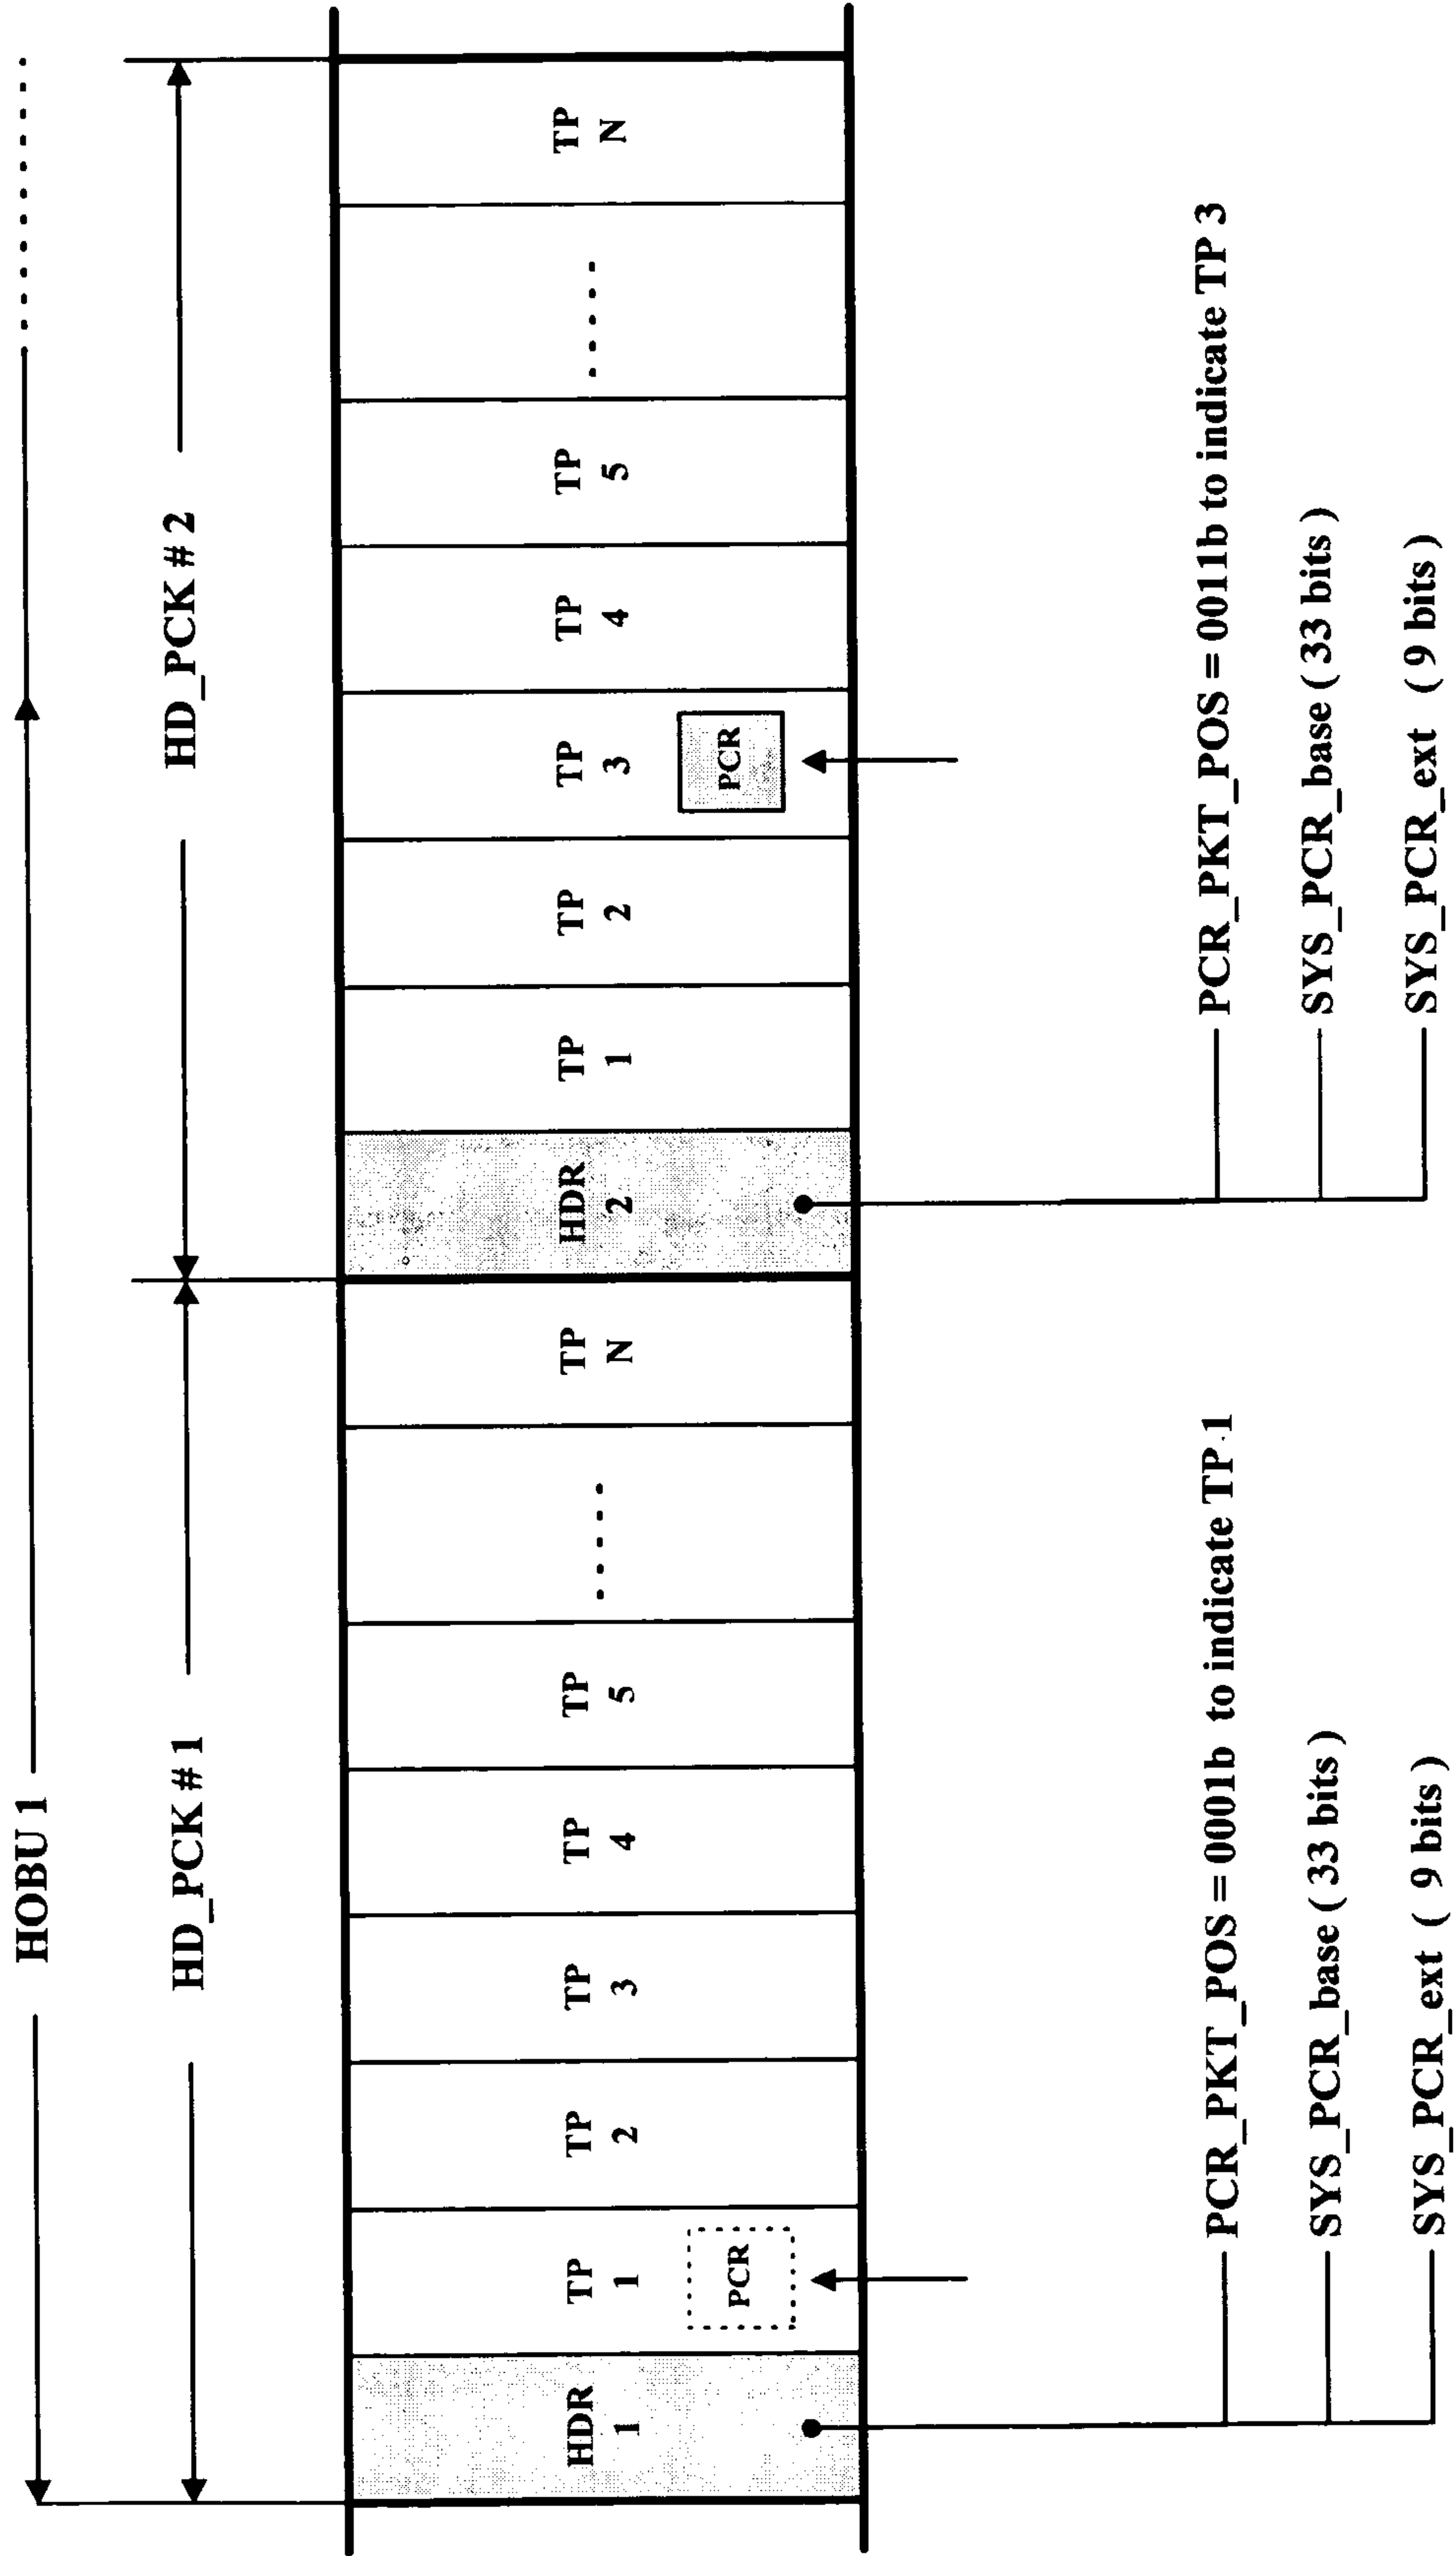 HOBU 1
HD_PCK # 1
HD_PCK # 2
HDR 1
TP 1
TP 2
TP 3
TP 4
TP 5
TP N
HDR 2
TP 1
TP 2
TP 3
TP 4
TP 5
TP N
PCR
PCR
PCR_PKT_POS = 0001b to indicate TP 1
SYS_PCR_base ( 33 bits )
SYS_PCR_ext ( 9 bits )
PCR_PKT_POS = 0011b to indicate TP 3
SYS_PCR_base ( 33 bits )
SYS_PCR_ext ( 9 bits )